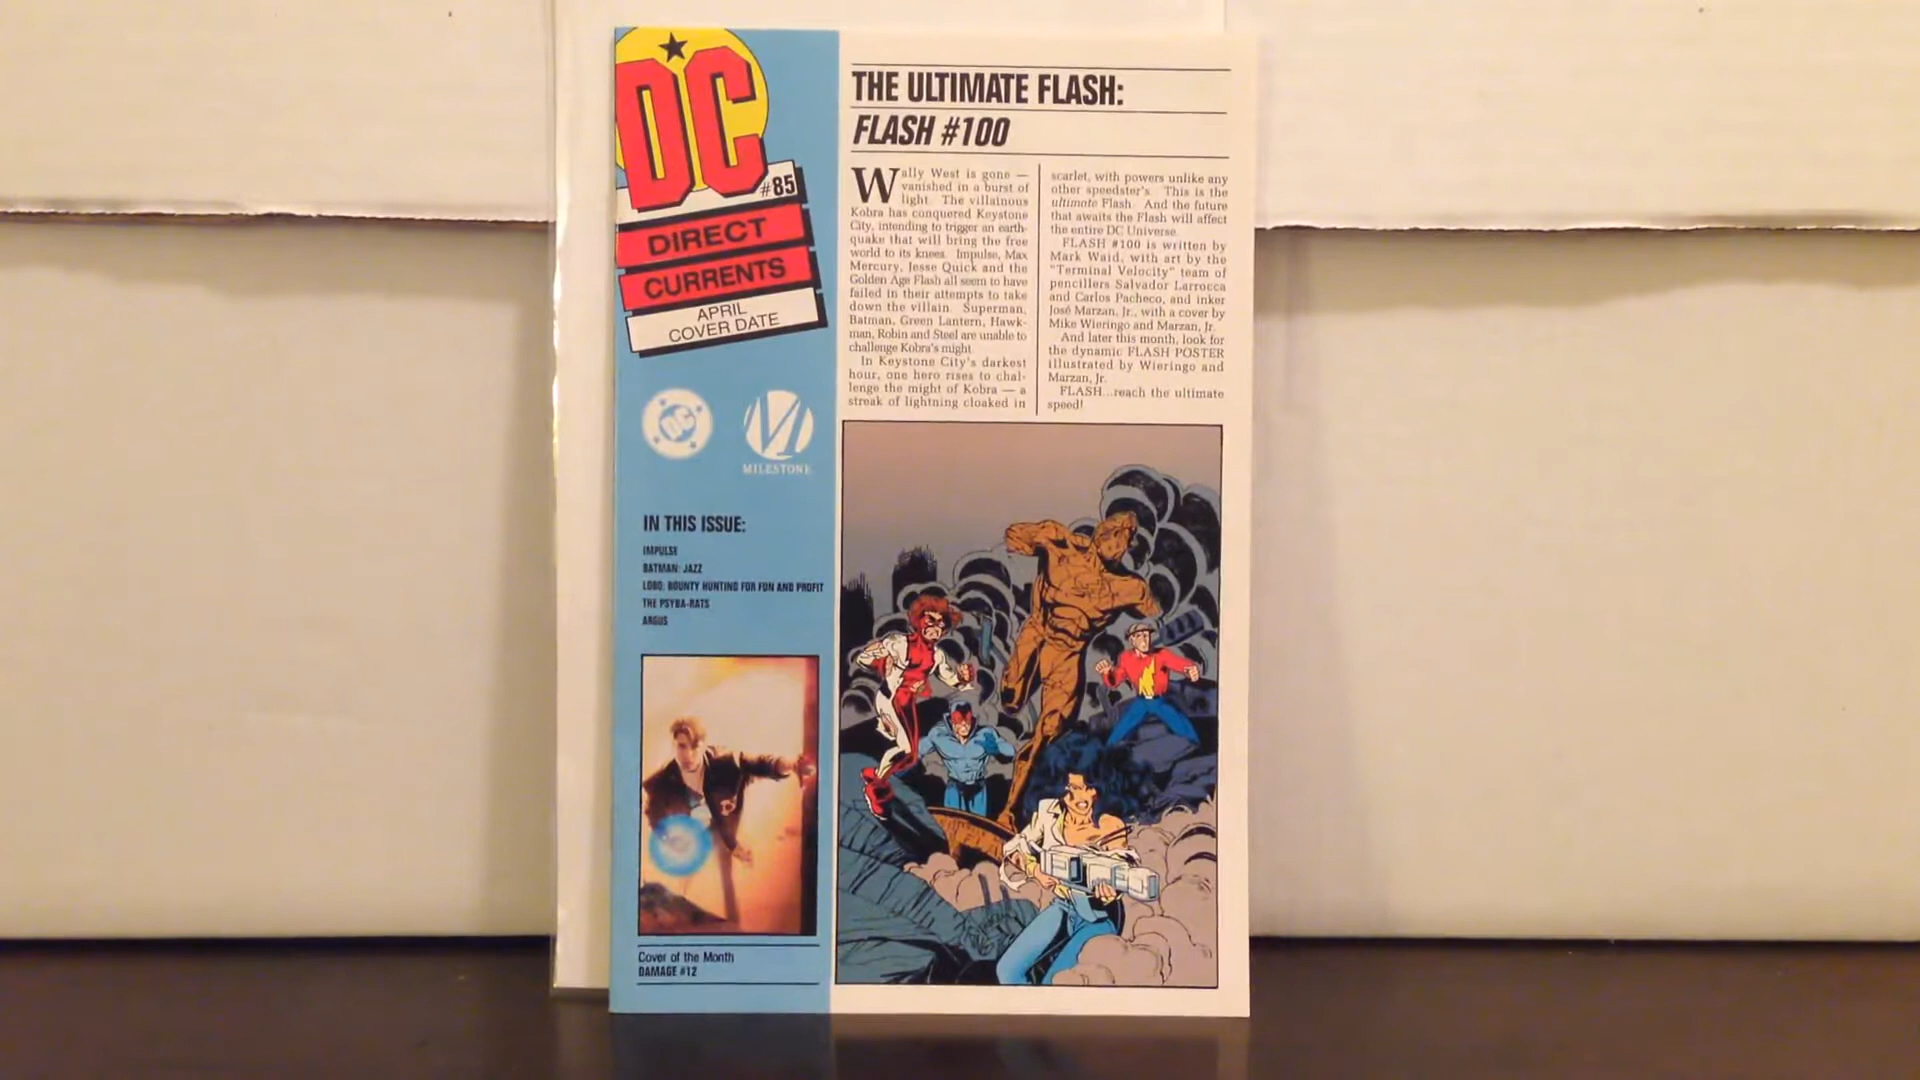 DC
#85
DIRECT
CURRENTS
APRIL
COVER DATE
DC
M
MILESTONE
IN THIS ISSUE:
IMPULSE
BATMAN: JAZZ
LOBO: BOUNTY HUNTING FOR FUN AND PROFIT
THE PSYBA-RATS
ARGUS
Cover of the Month
DAMAGE #12
THE ULTIMATE FLASH:
FLASH #100
Wally West is gone —
vanished in a burst of
light. The villainous
Kobra has conquered Keystone
City, intending to trigger an earth-
quake that will bring the free
world to its knees. Impulse, Max
Mercury, Jesse Quick and the
Golden Age Flash all seem to have
failed in their attempts to take
down the villain. Superman,
Batman, Green Lantern, Hawk-
man, Robin and Steel are unable to
challenge Kobra's might.
In Keystone City's darkest
hour, one hero rises to chal-
lenge the might of Kobra — a
streak of lightning cloaked in
scarlet, with powers unlike any
other speedster's. This is the
ultimate Flash. And the future
that awaits the Flash will affect
the entire DC Universe.
FLASH #100 is written by
Mark Waid, with art by the
"Terminal Velocity" team of
pencillers Salvador Larrocca
and Carlos Pacheco, and inker
José Marzan, Jr., with a cover by
Mike Wieringo and Marzan, Jr.
And later this month, look for
the dynamic FLASH POSTER
illustrated by Wieringo and
Marzan, Jr.
FLASH...reach the ultimate
speed!